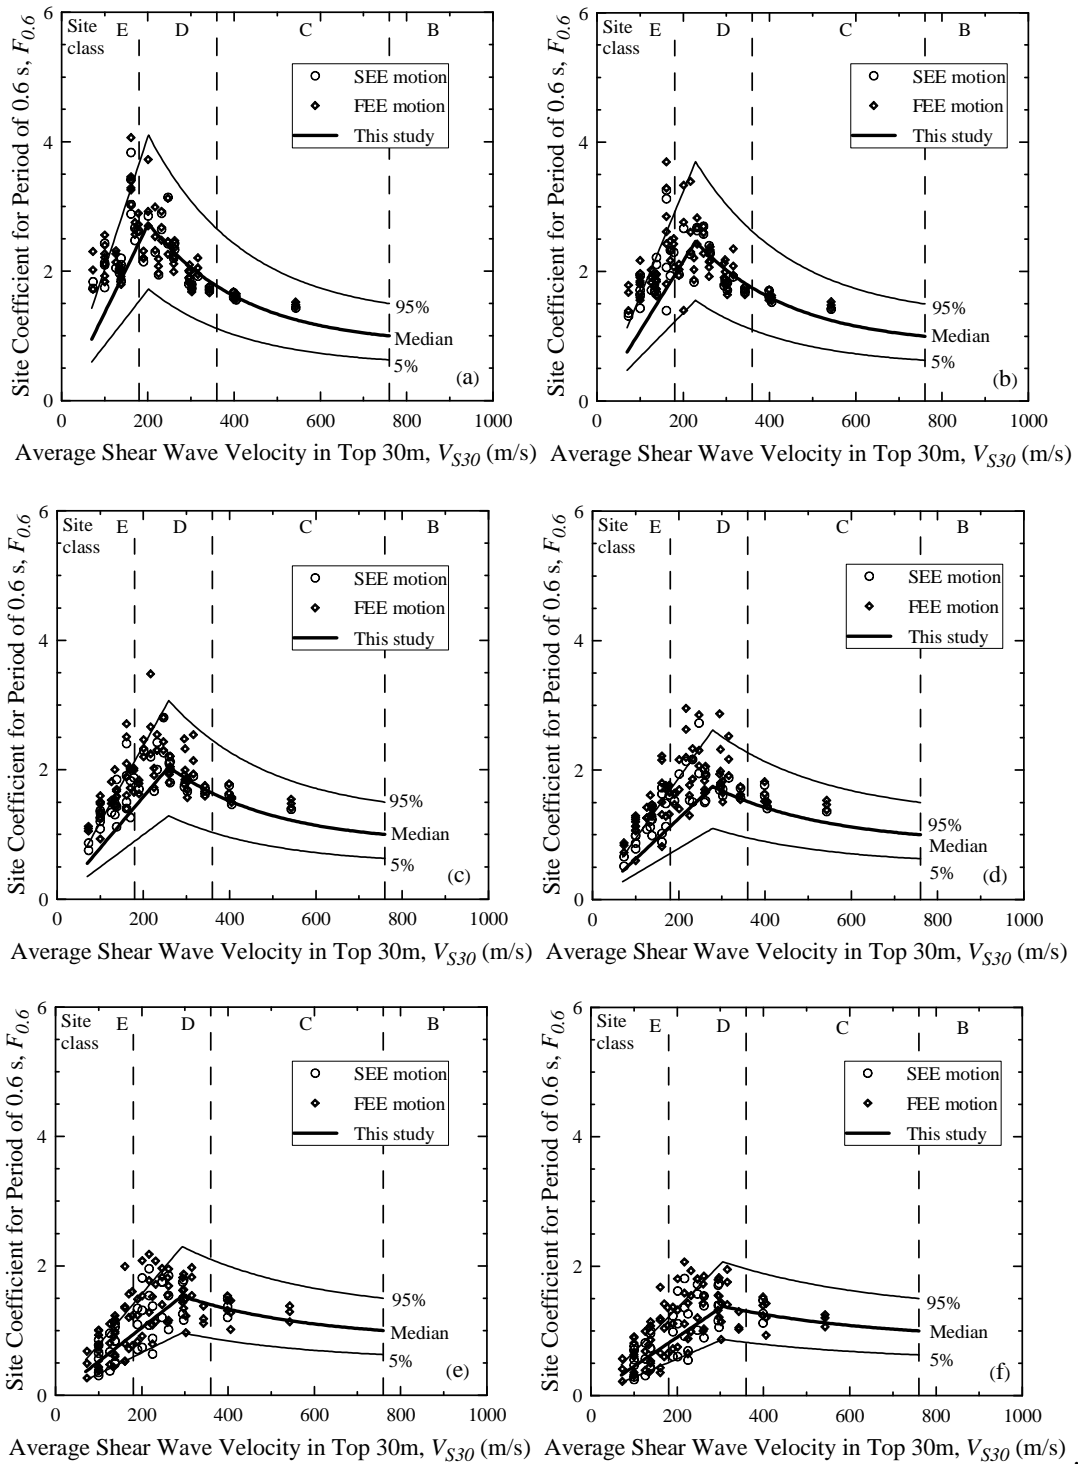 Site Coefficient for Period of 0.6 s, F0.6
6
4
2
0
Site
class
E
D
C
B
SEE motion
FEE motion
This study
95%
Median
5%
(a)
0 200 400 600 800 1000
Average Shear Wave Velocity in Top 30m, VS30 (m/s)
Site Coefficient for Period of 0.6 s, F0.6
6
4
2
0
Site
class
E
D
C
B
SEE motion
FEE motion
This study
95%
Median
5%
(b)
0 200 400 600 800 1000
Average Shear Wave Velocity in Top 30m, VS30 (m/s)
Site Coefficient for Period of 0.6 s, F0.6
6
4
2
0
Site
class
E
D
C
B
SEE motion
FEE motion
This study
95%
Median
5%
(c)
0 200 400 600 800 1000
Average Shear Wave Velocity in Top 30m, VS30 (m/s)
Site Coefficient for Period of 0.6 s, F0.6
6
4
2
0
Site
class
E
D
C
B
SEE motion
FEE motion
This study
95%
Median
5%
(d)
0 200 400 600 800 1000
Average Shear Wave Velocity in Top 30m, VS30 (m/s)
Site Coefficient for Period of 0.6 s, F0.6
6
4
2
0
Site
class
E
D
C
B
SEE motion
FEE motion
This study
95%
Median
5%
(e)
0 200 400 600 800 1000
Average Shear Wave Velocity in Top 30m, VS30 (m/s)
Site Coefficient for Period of 0.6 s, F0.6
6
4
2
0
Site
class
E
D
C
B
SEE motion
FEE motion
This study
95%
Median
5%
(f)
0 200 400 600 800 1000
Average Shear Wave Velocity in Top 30m, VS30 (m/s) .